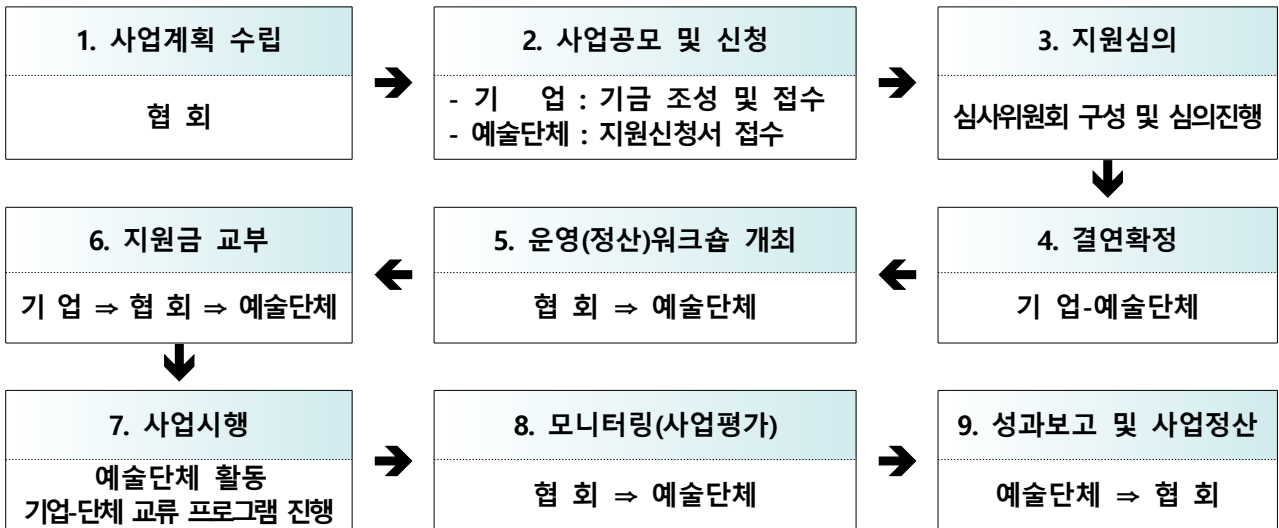 1. 사업계획 수립
협 회
2. 사업공모 및 신청
- 기 업 : 기금 조성 및 접수
- 예술단체 : 지원신청서 접수
3. 지원심의
심사위원회 구성 및 심의진행
4. 결연확정
기 업-예술단체
5. 운영(정산)워크숍 개최
협 회 ⇒ 예술단체
6. 지원금 교부
기 업 ⇒ 협 회 ⇒ 예술단체
7. 사업시행
예술단체 활동
기업-단체 교류 프로그램 진행
8. 모니터링(사업평가)
협 회 ⇒ 예술단체
9. 성과보고 및 사업정산
예술단체 ⇒ 협 회